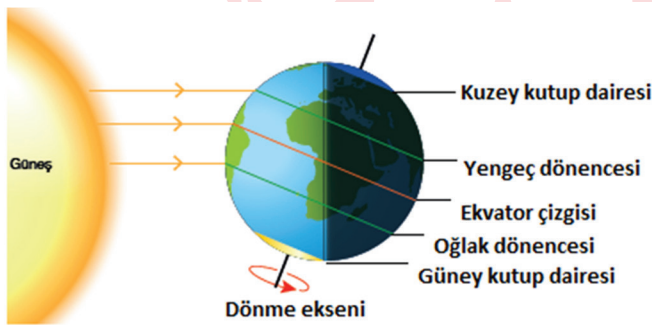 Kuzey kutup dairesi
Güneş
Yengeç dönencesi
Ekvator çizgisi
Oğlak dönencesi
Güney kutup dairesi
Dönme ekseni